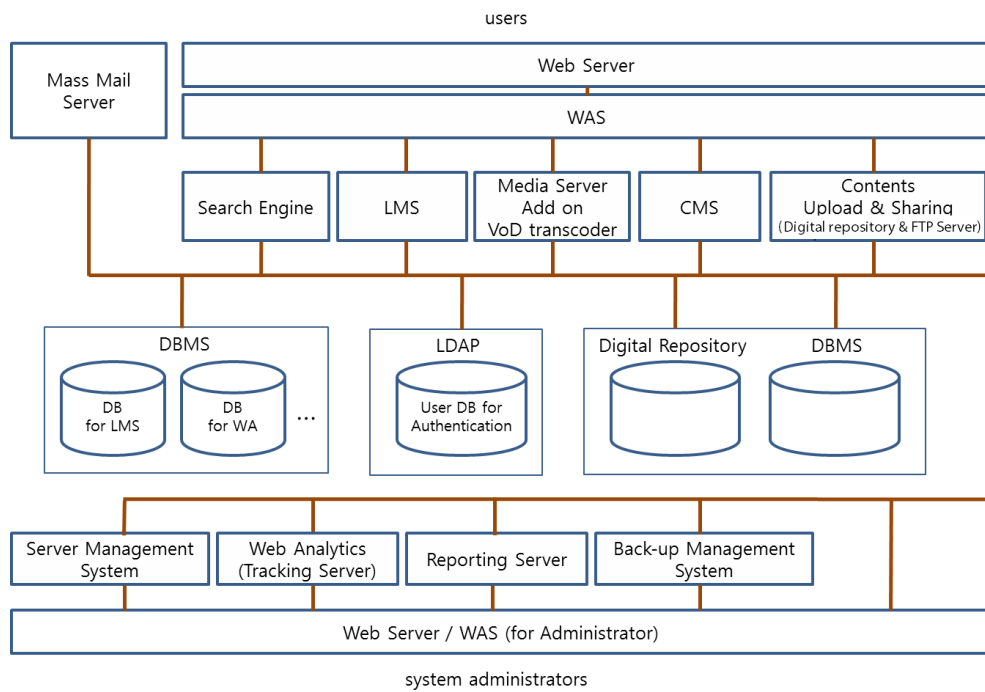 users
Mass Mail
Server
Web Server
WAS
Search Engine
LMS
Media Server
Add on
VoD transcoder
CMS
Contents
Upload & Sharing
(Digital repository & FTP Server)
DBMS
DB
for LMS
DB
for WA
...
LDAP
User DB for
Authentication
Digital Repository
DBMS
Server Management
System
Web Analytics
(Tracking Server)
Reporting Server
Back-up Management
System
Web Server / WAS (for Administrator)
system administrators